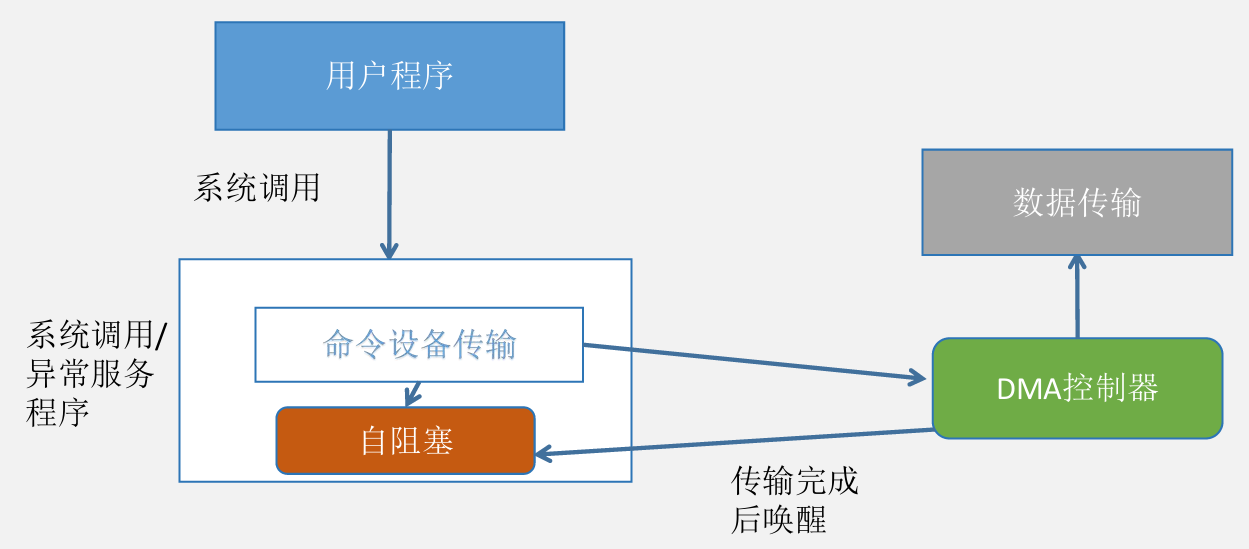 用户程序
系统调用
数据传输
系统调用/
异常服务
程序
命令设备传输
DMA控制器
自阻塞
传输完成
后唤醒